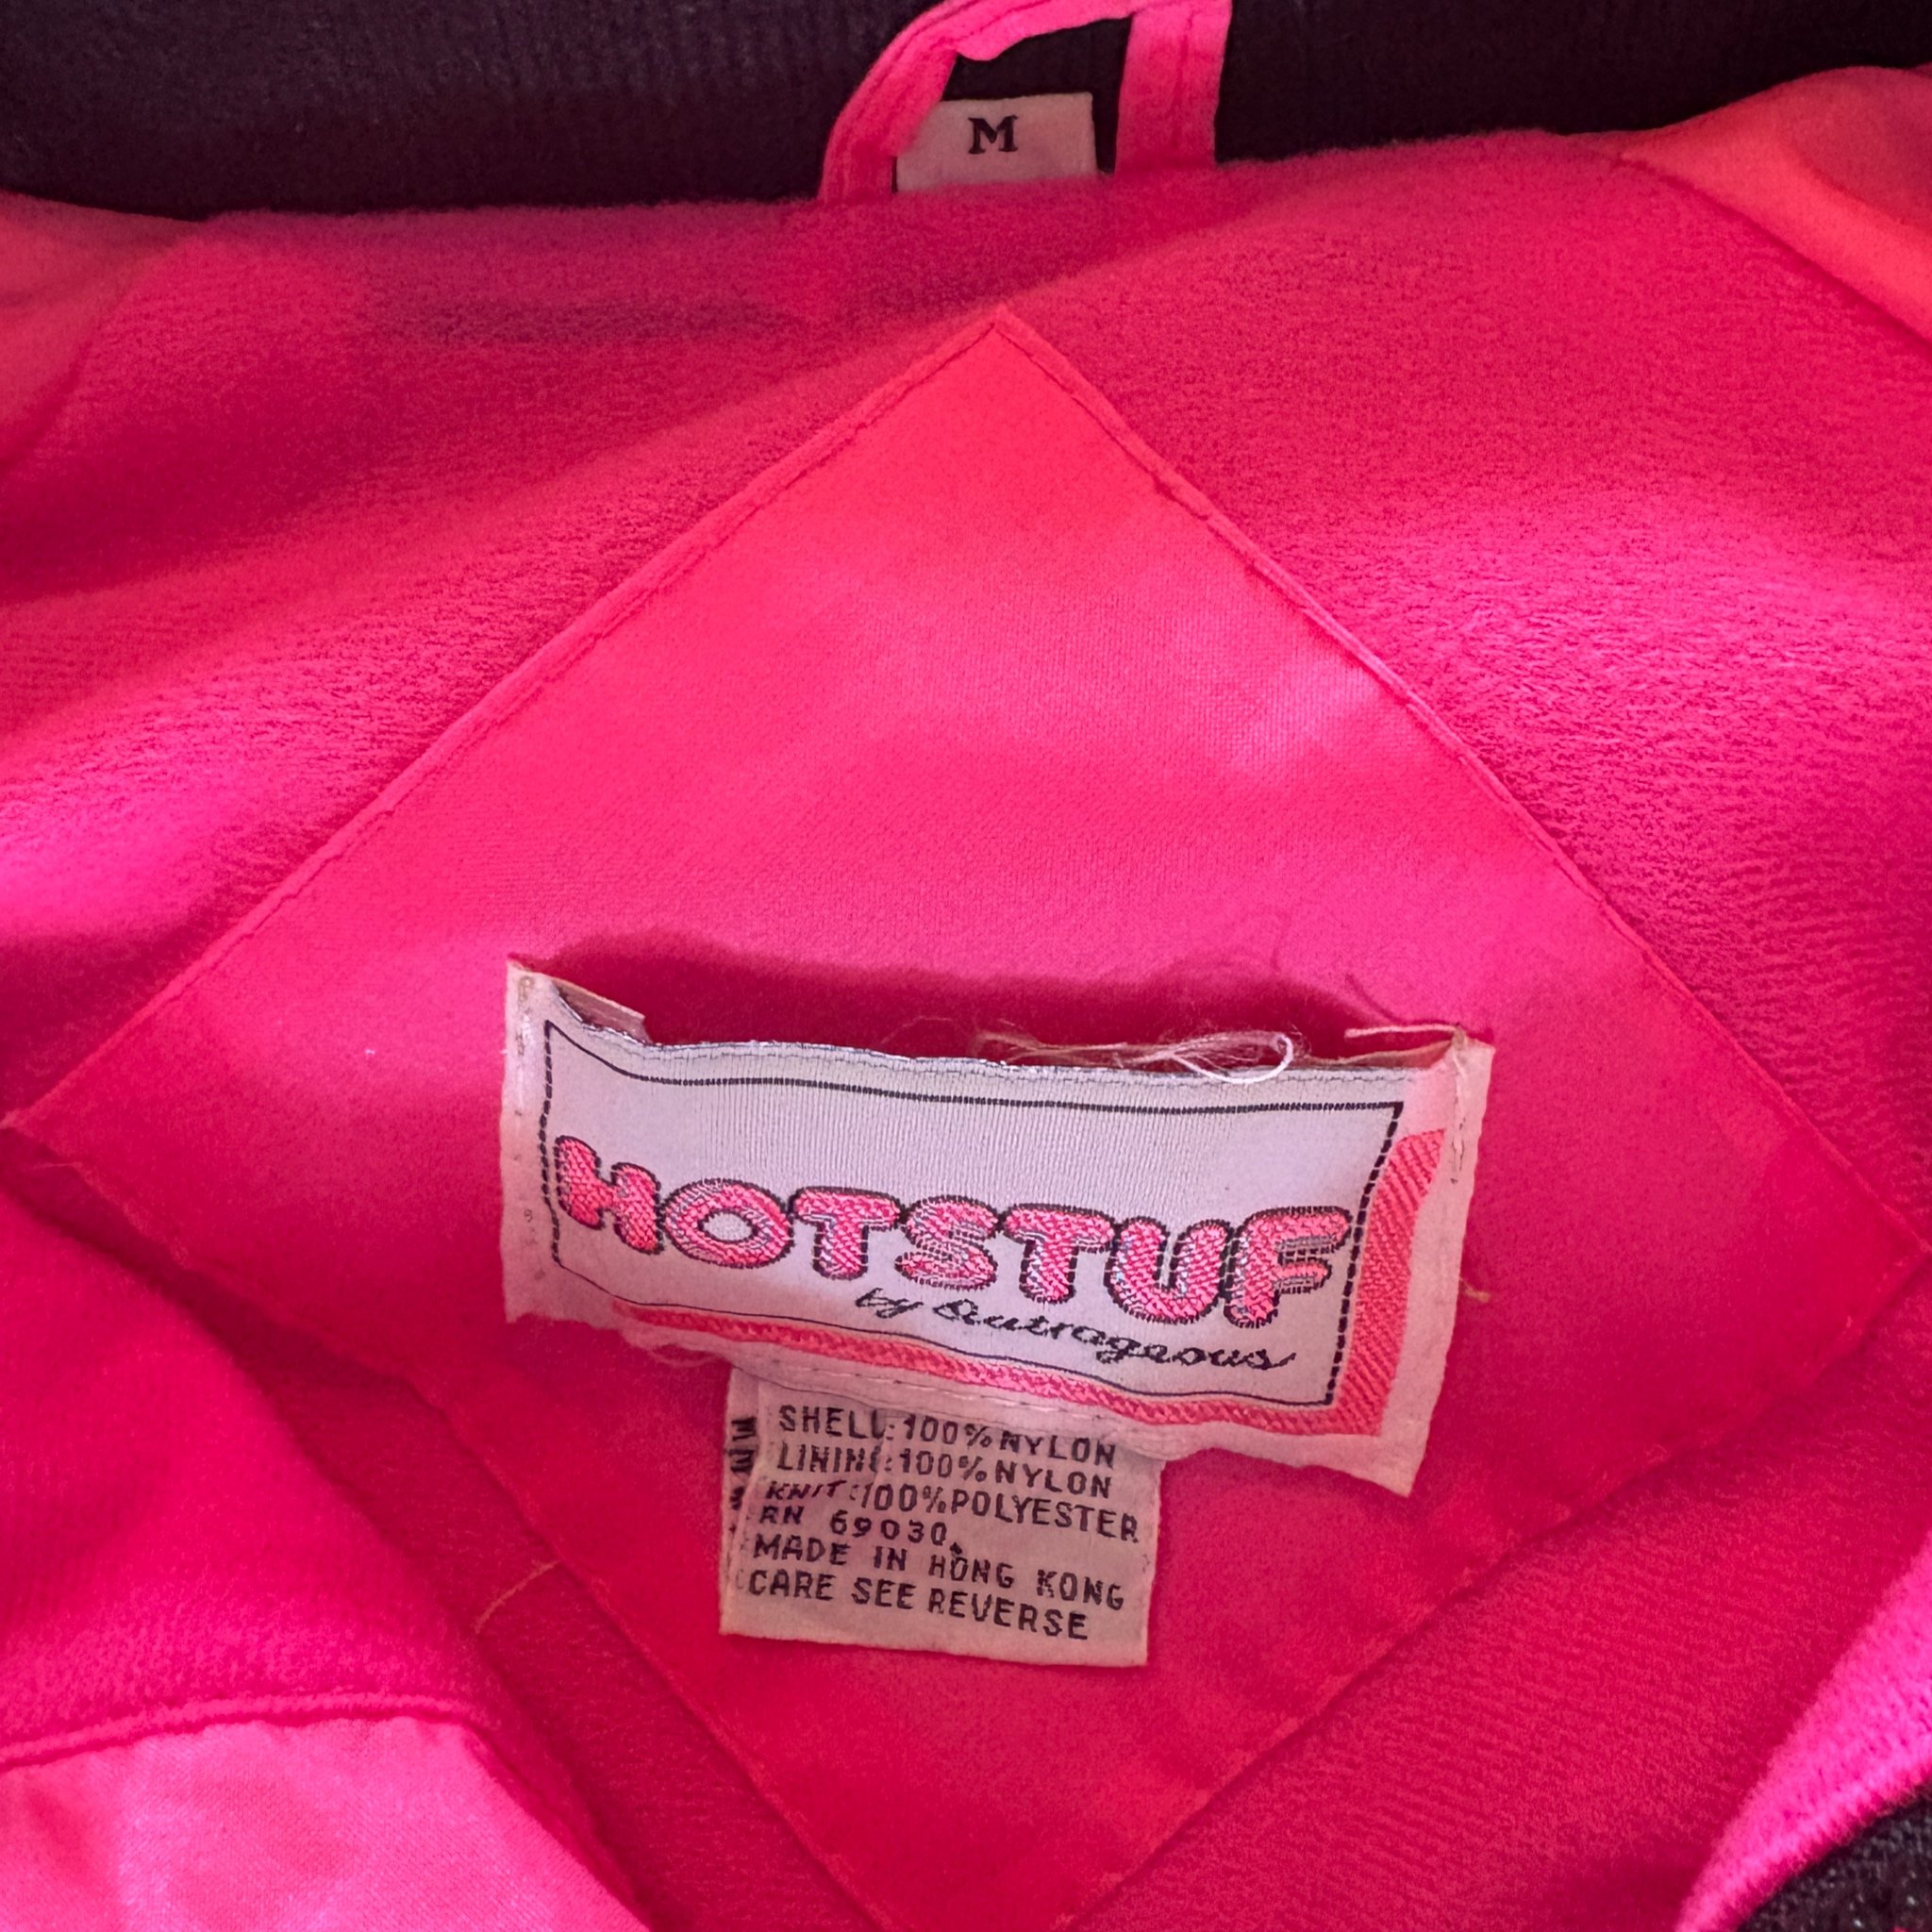 M
HOTSTUF
by Outrageous
SHELL:100% NYLON
LINING:100% NYLON
KNIT:100% POLYESTER
RN 69030
MADE IN HONG KONG
CARE SEE REVERSE